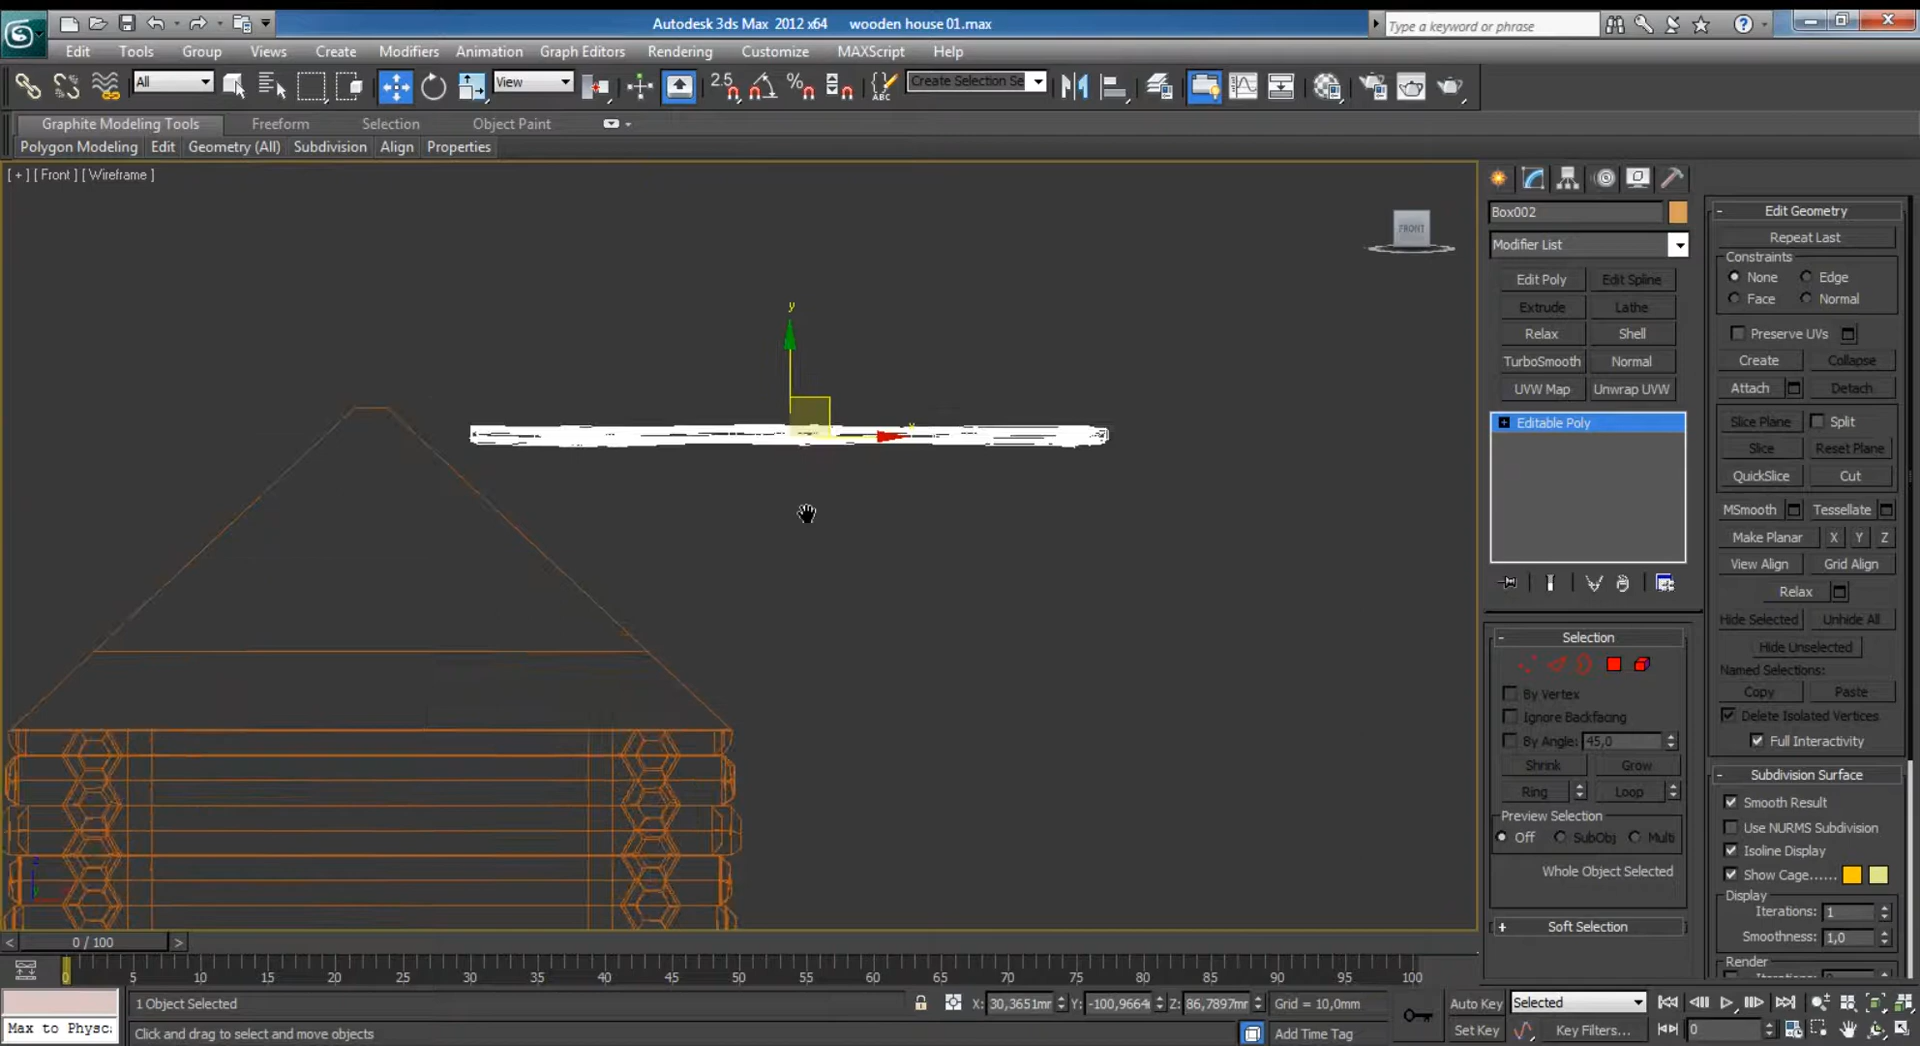 Autodesk 3ds Max 2012 x64 wooden house 01.max
Type a keyword or phrase
Edit Tools Group Views Create Modifiers Animation Graph Editors Rendering Customize MAXScript Help
All View 2.5 % ABC Create Selection Se
Graphite Modeling Tools Freeform Selection Object Paint
Polygon Modeling Edit Geometry (All) Subdivision Align Properties
[ + ] [ Front ] [ Wireframe ]
FRONT
y
Box002
Modifier List
Edit Poly Edit Spline
Extrude Lathe
Relax Shell
TurboSmooth Normal
UVW Map Unwrap UVW
Editable Poly
Selection
By Vertex
Ignore Backfacing
By Angle: 45,0
Shrink Grow
Ring Loop
Preview Selection
Off SubObj Multi
Whole Object Selected
+ Soft Selection
- Edit Geometry
Repeat Last
Constraints
None Edge
Face Normal
Preserve UVs
Create Collapse
Attach Detach
Slice Plane Split
Slice Reset Plane
QuickSlice Cut
MSmooth Tessellate
Make Planar X Y Z
View Align Grid Align
Relax
Hide Selected Unhide All
Hide Unselected
Named Selections:
Copy Paste
Delete Isolated Vertices
Full Interactivity
- Subdivision Surface
Smooth Result
Use NURMS Subdivision
Isoline Display
Show Cage......
Display
Iterations: 1
Smoothness: 1,0
Render
< 0 / 100 >
0 5 10 15 20 25 30 35 40 45 50 55 60 65 70 75 80 85 90 95 100
1 Object Selected X: 30,3651mr Y: -100,9664 Z: 86,7897mr Grid = 10,0mm Auto Key Selected
Max to Physc: Click and drag to select and move objects Add Time Tag Set Key Key Filters... 0